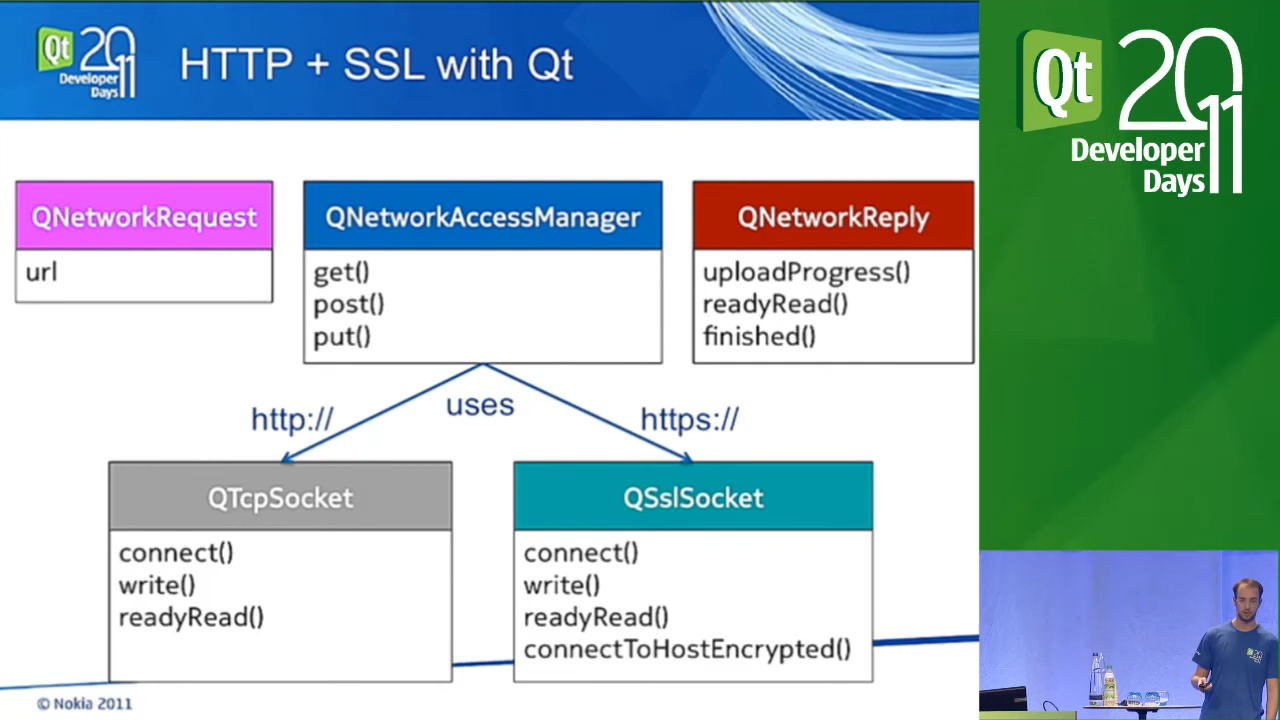 Qt 2011
Developer
Days
HTTP + SSL with Qt
QNetworkRequest
url
QNetworkAccessManager
get()
post()
put()
QNetworkReply
uploadProgress()
readyRead()
finished()
http://
uses
https://
QTcpSocket
connect()
write()
readyRead()
QSslSocket
connect()
write()
readyRead()
connectToHostEncrypted()
© Nokia 2011
Qt 2011
Developer
Days